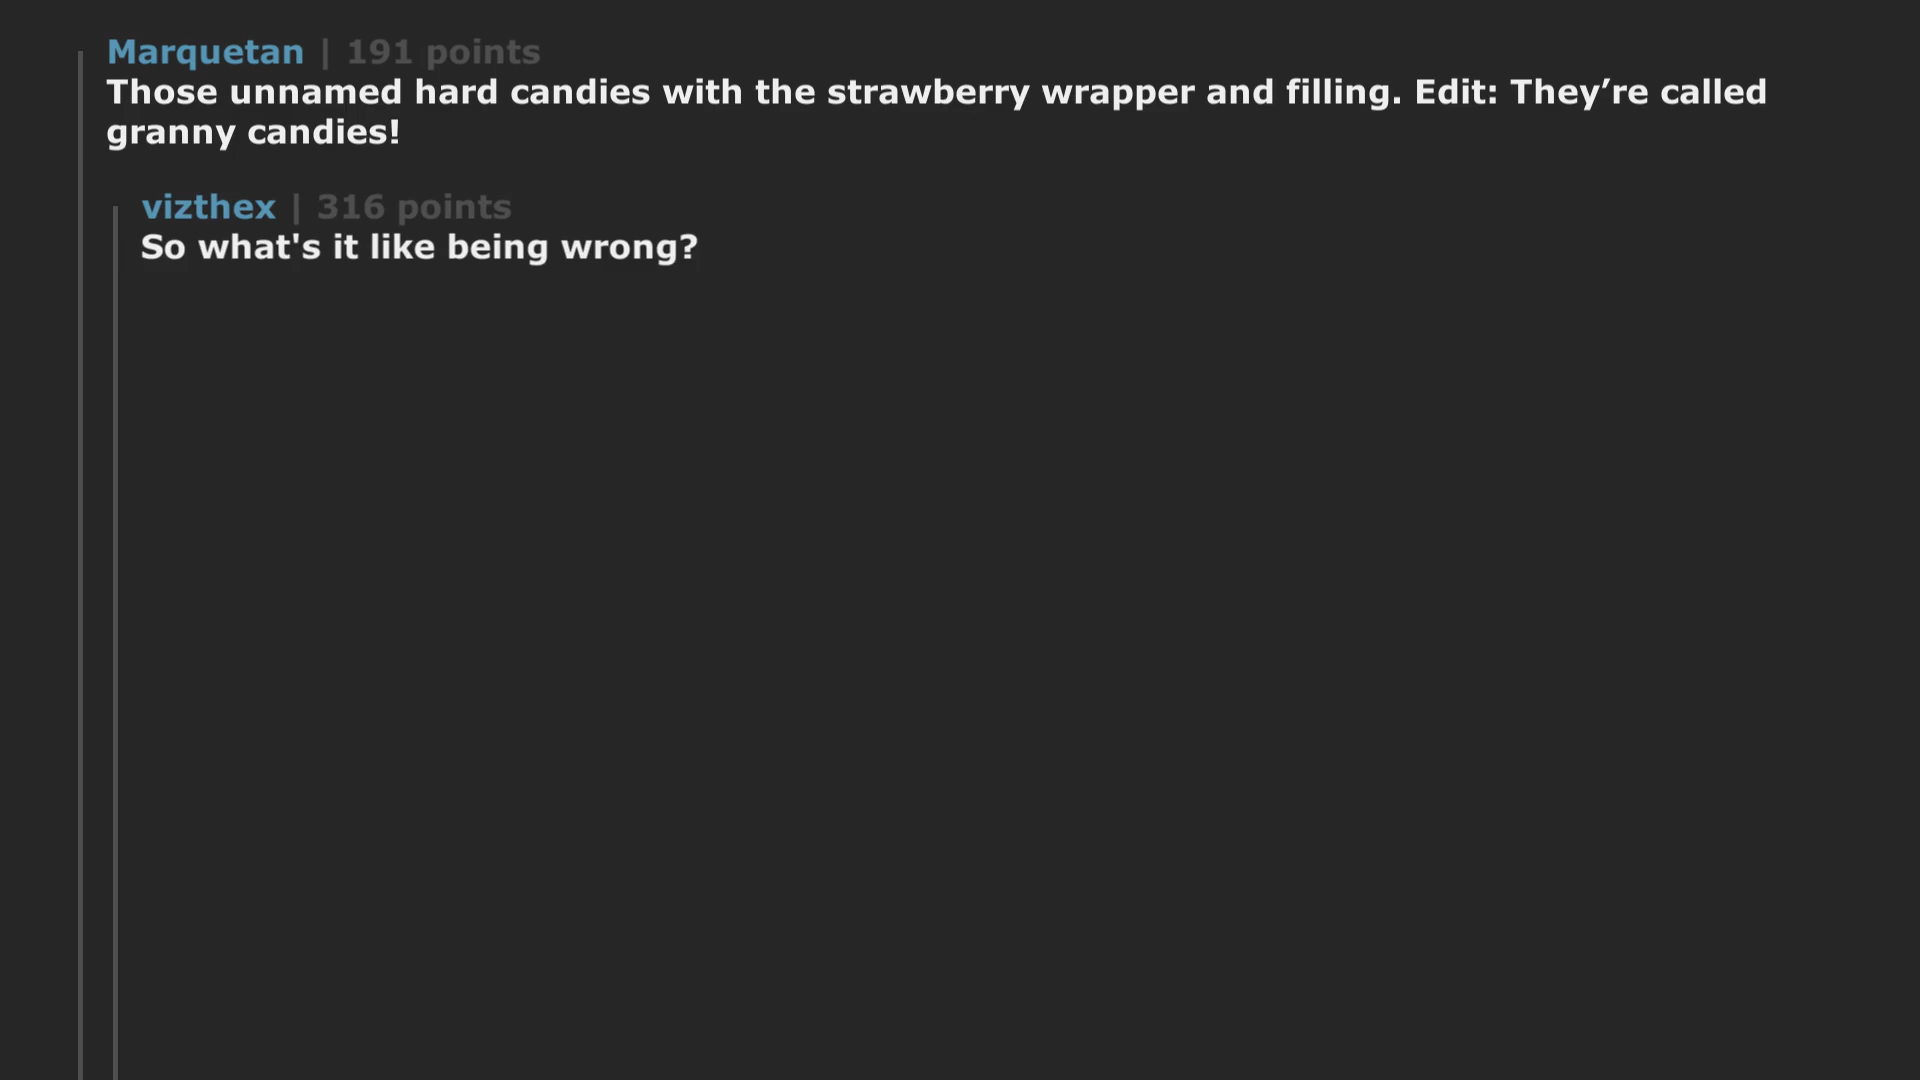 Marquetan | 191 points
Those unnamed hard candies with the strawberry wrapper and filling. Edit: They’re called
granny candies!
vizthex | 316 points
So what's it like being wrong?